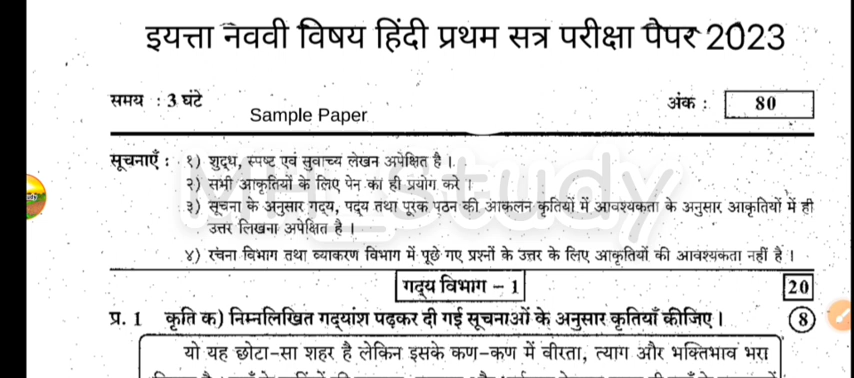 इयत्ता नववी विषय हिंदी प्रथम सत्र परीक्षा पेपर 2023
समय : 3 घंटे
Sample Paper
अंक : 80
सूचनाएँ : १) शुद्ध, स्पष्ट एवं सुवाच्य लेखन अपेक्षित है ।
२) सभी आकृतियों के लिए पेन का ही प्रयोग करे ।
३) सूचना के अनुसार गद्य, पद्य तथा पूरक पठन की आकलन कृतियों में आवश्यकता के अनुसार आकृतियों में ही
उत्तर लिखना अपेक्षित है ।
४) रचना विभाग तथा व्याकरण विभाग में पूछे गए प्रश्नों के उत्तर के लिए आकृतियों की आवश्यकता नहीं है ।
गद्य विभाग – 1 20
प्र. 1 कृति क) निम्नलिखित गद्यांश पढ़कर दी गई सूचनाओं के अनुसार कृतियाँ कीजिए । 8
यो यह छोटा-सा शहर है लेकिन इसके कण-कण में वीरता, त्याग और भक्तिभाव भरा